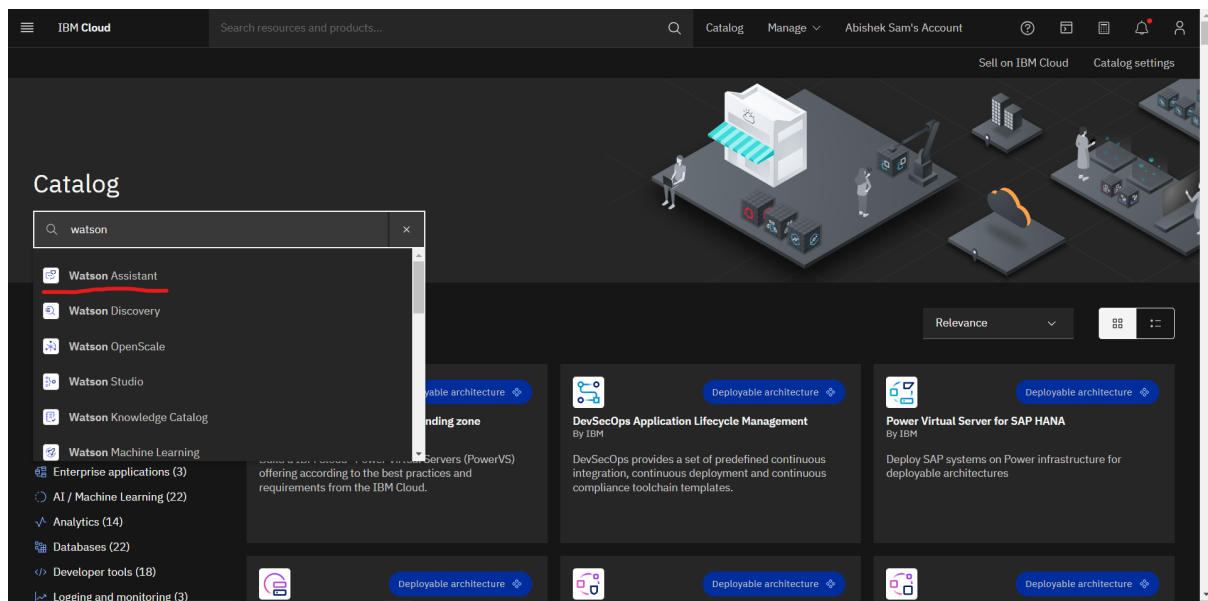 IBM Cloud
Search resources and products...
Catalog
Manage
Abishek Sam's Account
Sell on IBM Cloud
Catalog settings
Catalog
watson
Watson Assistant
Watson Discovery
Watson OpenScale
Watson Studio
Watson Knowledge Catalog
Watson Machine Learning
Relevance
Enterprise applications (3)
AI / Machine Learning (22)
Analytics (14)
Databases (22)
Developer tools (18)
Logging and monitoring (3)
yable architecture
nding zone
Servers (PowerVS)
offering according to the best practices and
requirements from the IBM Cloud.
Deployable architecture
DevSecOps Application Lifecycle Management
By IBM
DevSecOps provides a set of predefined continuous
integration, continuous deployment and continuous
compliance toolchain templates.
Deployable architecture
Power Virtual Server for SAP HANA
By IBM
Deploy SAP systems on Power infrastructure for
deployable architectures
Deployable architecture
Deployable architecture
Deployable architecture